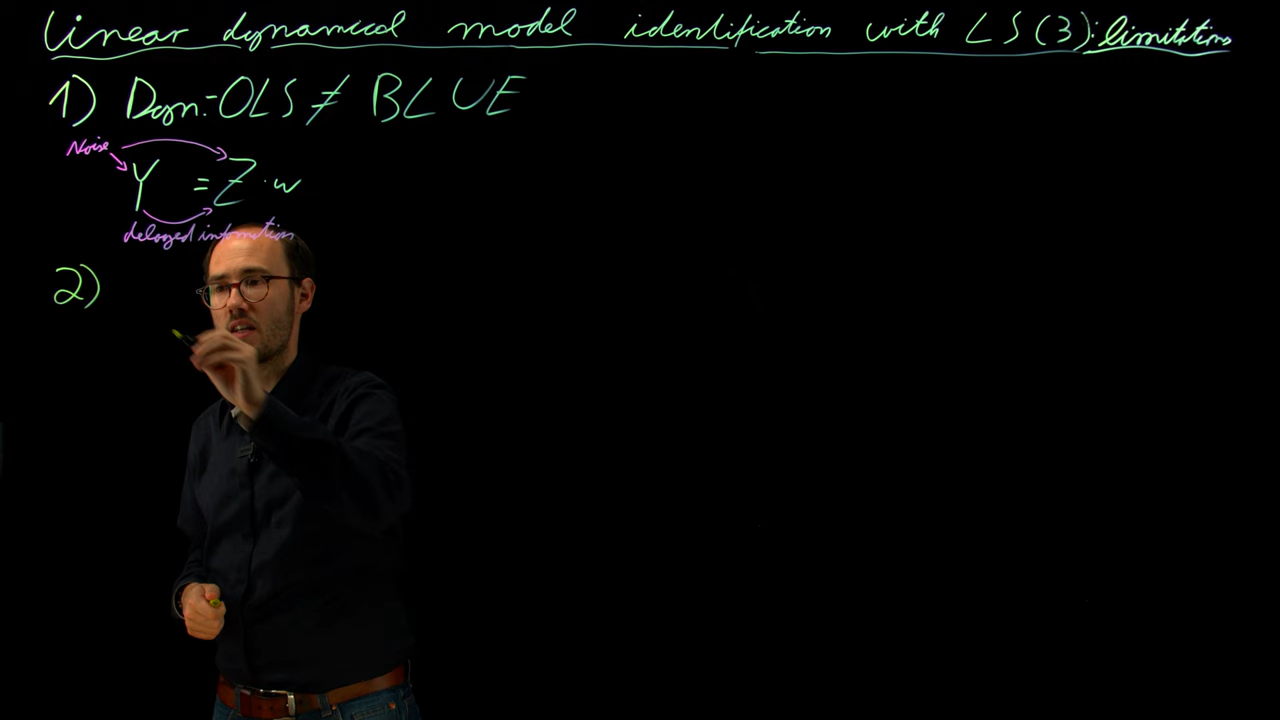 Linear dynamical model identification with LS (3): limitations
1) Dyn.-OLS ≠ BLUE
Noise
Y = Z · w
delayed information
2)